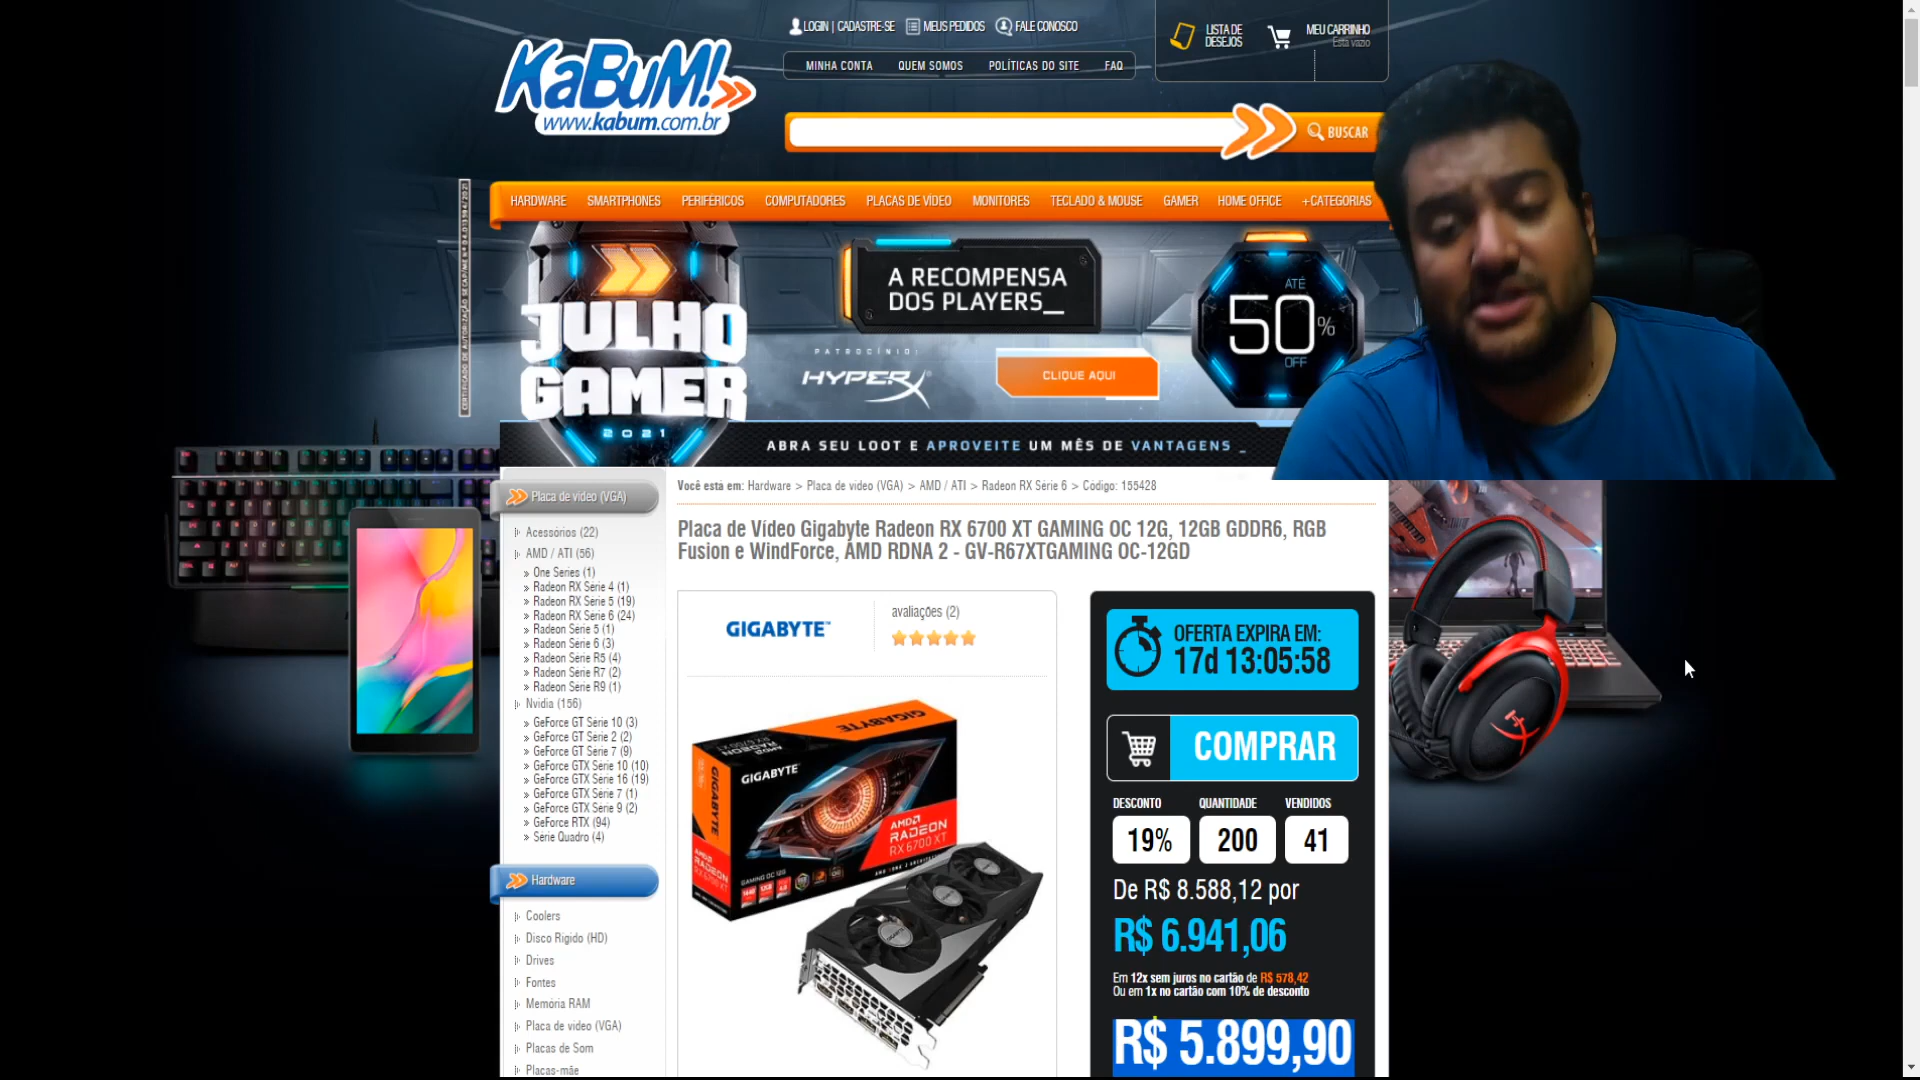 LOGIN | CADASTRE-SE
MEUS PEDIDOS
FALE CONOSCO
LISTA DE
DESEJOS
MEU CARRINHO
Está vazio
KaBuM!
www.kabum.com.br
MINHA CONTA
QUEM SOMOS
POLÍTICAS DO SITE
FAQ
BUSCAR
HARDWARE
SMARTPHONES
PERIFÉRICOS
COMPUTADORES
PLACAS DE VÍDEO
MONITORES
TECLADO & MOUSE
GAMER
HOME OFFICE
+CATEGORIAS
JULHO
GAMER
2021
A RECOMPENSA
DOS PLAYERS_
PATROCÍNIO:
HYPERX
CLIQUE AQUI
ATÉ
50%
OFF
ABRA SEU LOOT E APROVEITE UM MÊS DE VANTAGENS _
Placa de vídeo (VGA)
Acessórios (22)
AMD / ATI (56)
» One Series (1)
» Radeon RX Série 4 (1)
» Radeon RX Série 5 (19)
» Radeon RX Série 6 (24)
» Radeon Série 5 (1)
» Radeon Série 6 (3)
» Radeon Série R5 (4)
» Radeon Série R7 (2)
» Radeon Série R9 (1)
Nvidia (156)
» GeForce GT Série 10 (3)
» GeForce GT Série 2 (2)
» GeForce GT Série 7 (9)
» GeForce GTX Série 10 (10)
» GeForce GTX Série 16 (19)
» GeForce GTX Série 7 (1)
» GeForce GTX Série 9 (2)
» GeForce RTX (94)
» Série Quadro (4)
Hardware
Coolers
Disco Rígido (HD)
Drives
Fontes
Memória RAM
Placa de vídeo (VGA)
Placas de Som
Placas-mãe
Você está em: Hardware > Placa de vídeo (VGA) > AMD / ATI > Radeon RX Série 6 > Código: 155428
Placa de Vídeo Gigabyte Radeon RX 6700 XT GAMING OC 12G, 12GB GDDR6, RGB
Fusion e WindForce, AMD RDNA 2 - GV-R67XTGAMING OC-12GD
GIGABYTE™
avaliações (2)
GIGABYTE
GIGABYTE
GIGABYTE
AMD
RADEON
RX 6700 XT
GAMING OC 12G
OFERTA EXPIRA EM:
17d 13:05:58
COMPRAR
DESCONTO
QUANTIDADE
VENDIDOS
19%
200
41
De R$ 8.588,12 por
R$ 6.941,06
Em 12x sem juros no cartão de R$ 578,42
Ou em 1x no cartão com 10% de desconto
R$ 5.899,90